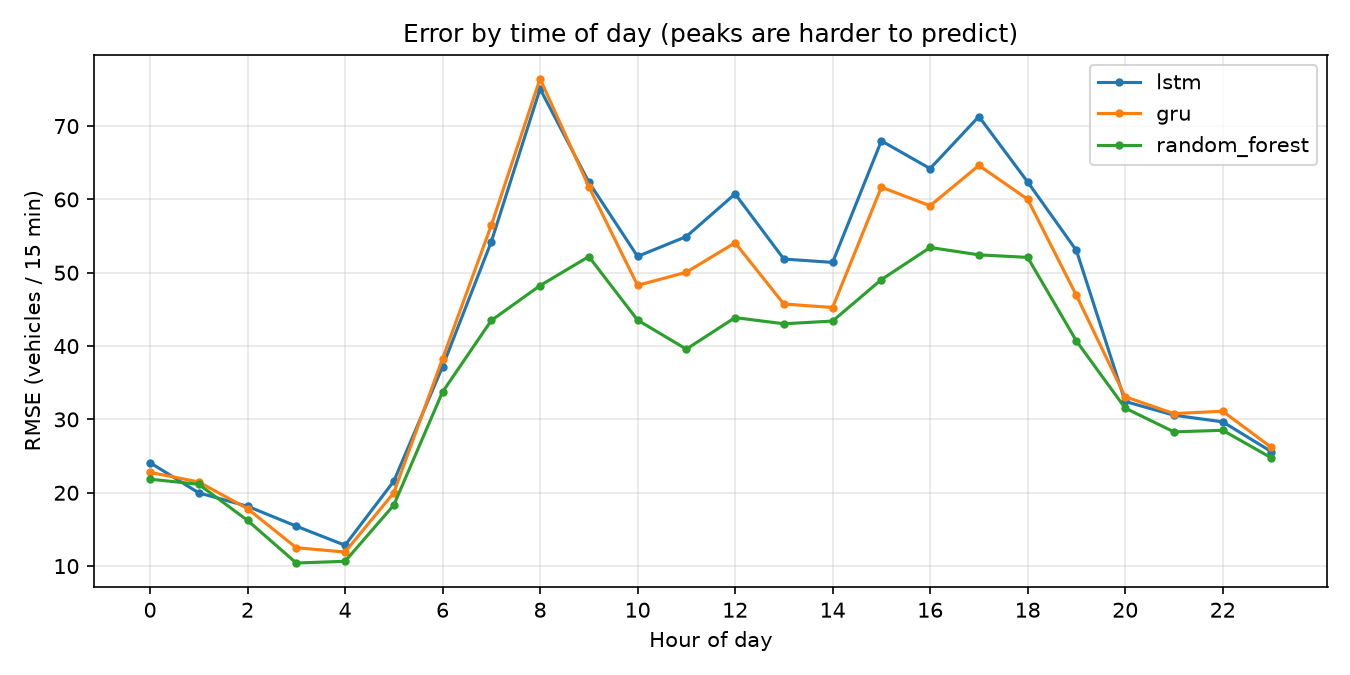 Error by time of day (peaks are harder to predict)
lstm
gru
random_forest
RMSE (vehicles / 15 min)
70
60
50
40
30
20
10
0 2 4 6 8 10 12 14 16 18 20 22
Hour of day